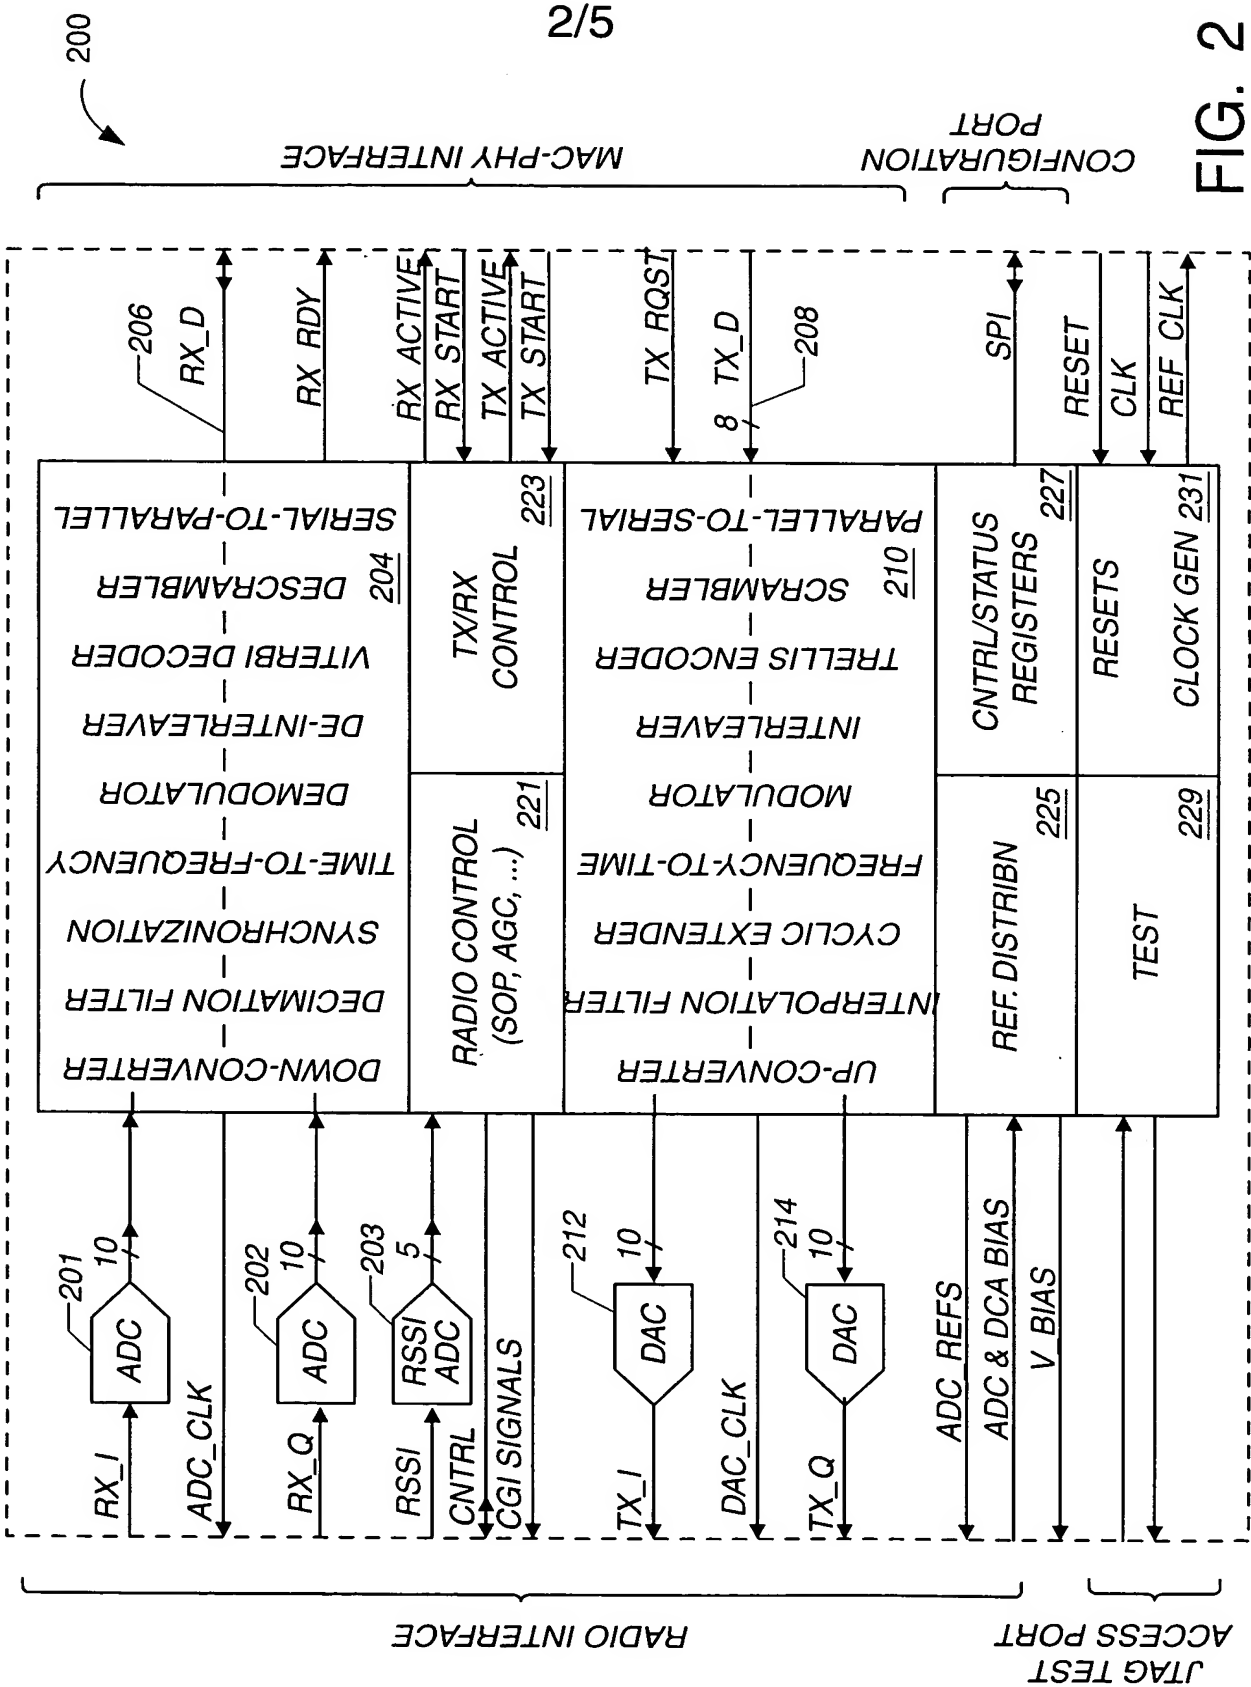 2/5
200
MAC-PHY INTERFACE
CONFIGURATION
PORT
FIG. 2
206
RX_D
RX_RDY
RX_ACTIVE
RX_START
TX_ACTIVE
TX_START
TX_RQST
TX_D
8
208
SPI
RESET
CLK
REF_CLK
DOWN-CONVERTER
DECIMATION FILTER
SYNCHRONIZATION
TIME-TO-FREQUENCY
DEMODULATOR
DE-INTERLEAVER
VITERBI DECODER
DESCRAMBLER
SERIAL-TO-PARALLEL
204
RADIO CONTROL
(SOP, AGC, ...)
221
TX/RX
CONTROL
223
UP-CONVERTER
INTERPOLATION FILTER
CYCLIC EXTENDER
FREQUENCY-TO-TIME
MODULATOR
INTERLEAVER
TRELLIS ENCODER
SCRAMBLER
PARALLEL-TO-SERIAL
210
REF. DISTRIBN
225
CNTRL/STATUS
REGISTERS
227
TEST
229
RESETS
CLOCK GEN 231
201
ADC
10
RX_I
ADC_CLK
202
ADC
10
RX_Q
203
RSSI
ADC
5
RSSI
CNTRL
CGI SIGNALS
212
DAC
10
TX_I
DAC_CLK
214
DAC
10
TX_Q
ADC_REFS
ADC & DCA BIAS
V_BIAS
RADIO INTERFACE
JTAG TEST
ACCESS PORT